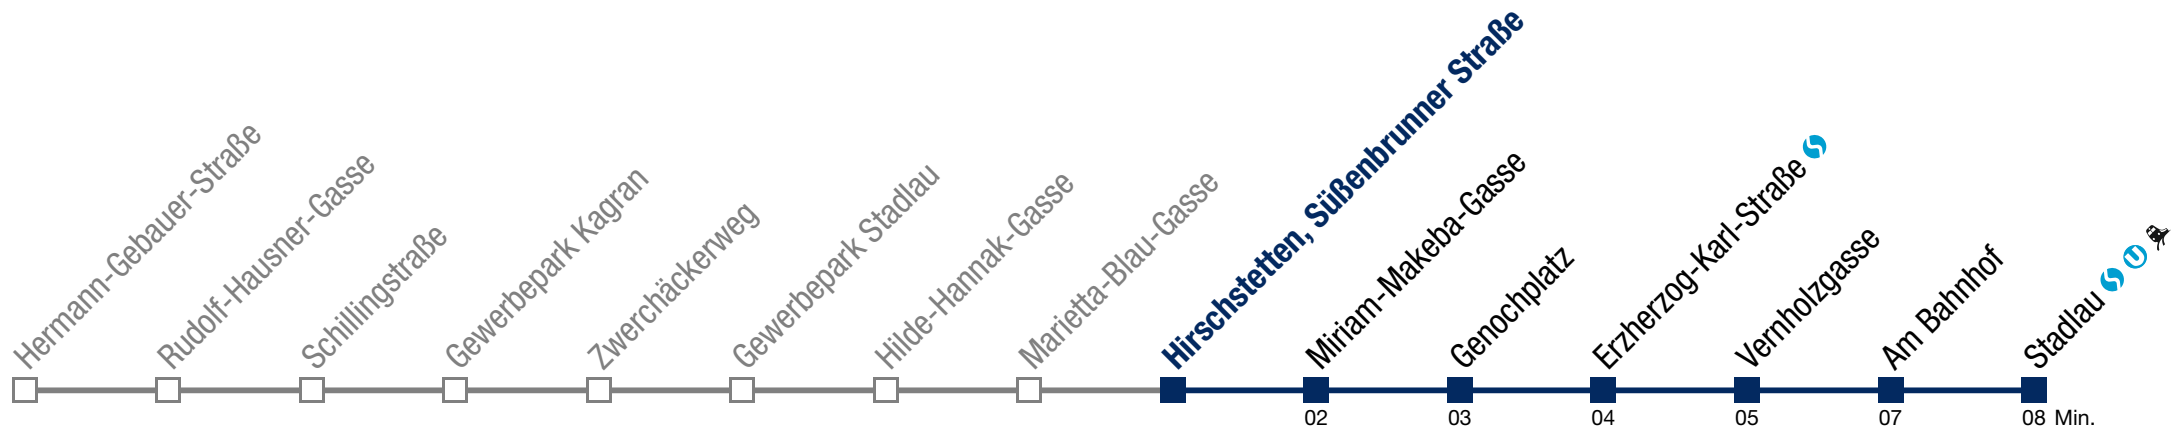 Hermann-Gebauer-Straße
Rudolf-Hausner-Gasse
Schillingstraße
Gewerbepark Kagran
Zwerchäckerweg
Gewerbepark Stadlau
Hilde-Hannak-Gasse
Marietta-Blau-Gasse
Hirschstetten, Süßenbrunner Straße
Miriam-Makeba-Gasse
Genochplatz
Erzherzog-Karl-Straße S
Vernholzgasse
Am Bahnhof
Stadlau S U
02 03 04 05 07 08 Min.